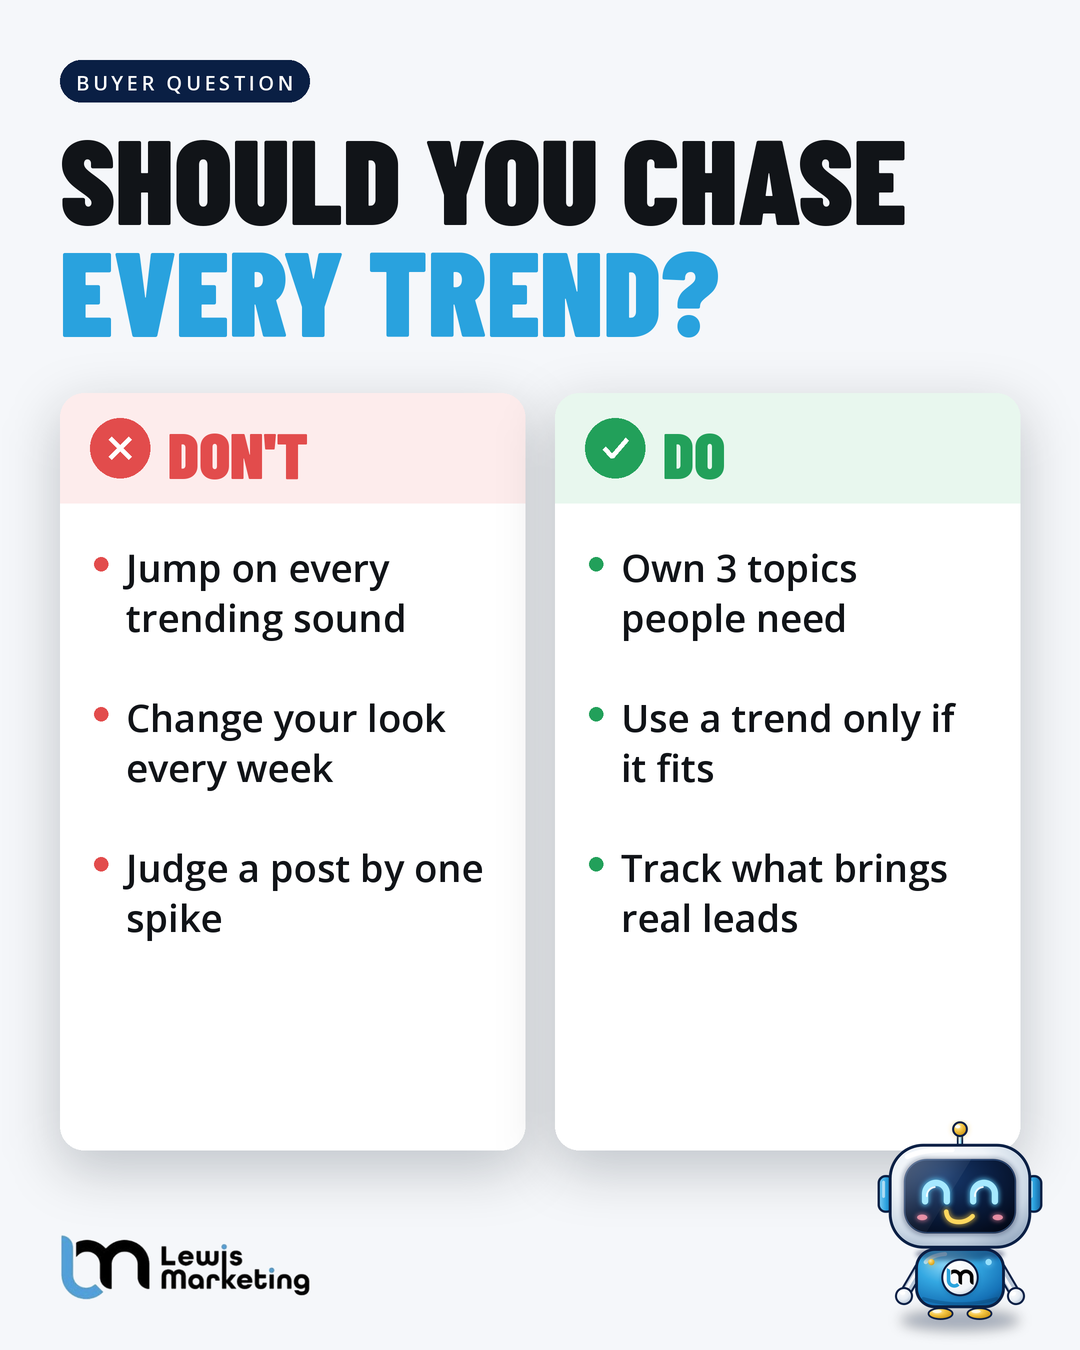 BUYER QUESTION
SHOULD YOU CHASE
EVERY TREND?
DON'T
Jump on every
trending sound
Change your look
every week
Judge a post by one
spike
DO
Own 3 topics
people need
Use a trend only if
it fits
Track what brings
real leads
lm Lewis
Marketing
lm